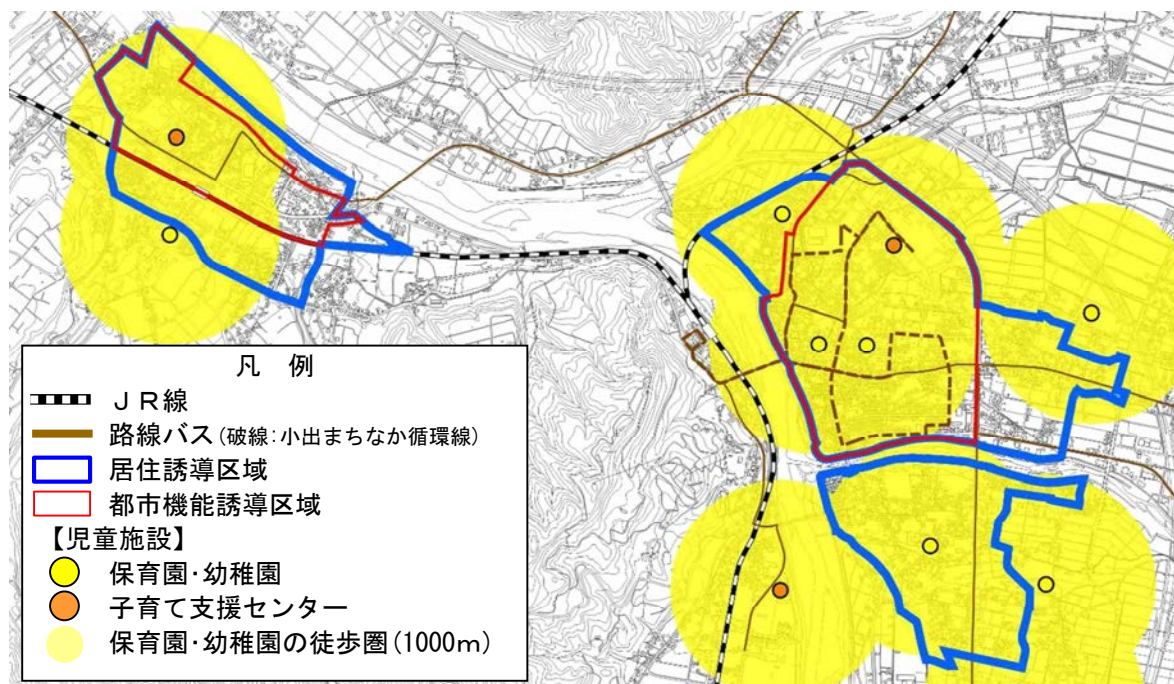 凡 例
ＪＲ線
路線バス(破線:小出まちなか循環線)
居住誘導区域
都市機能誘導区域
【児童施設】
保育園・幼稚園
子育て支援センター
保育園・幼稚園の徒歩圏(1000m)